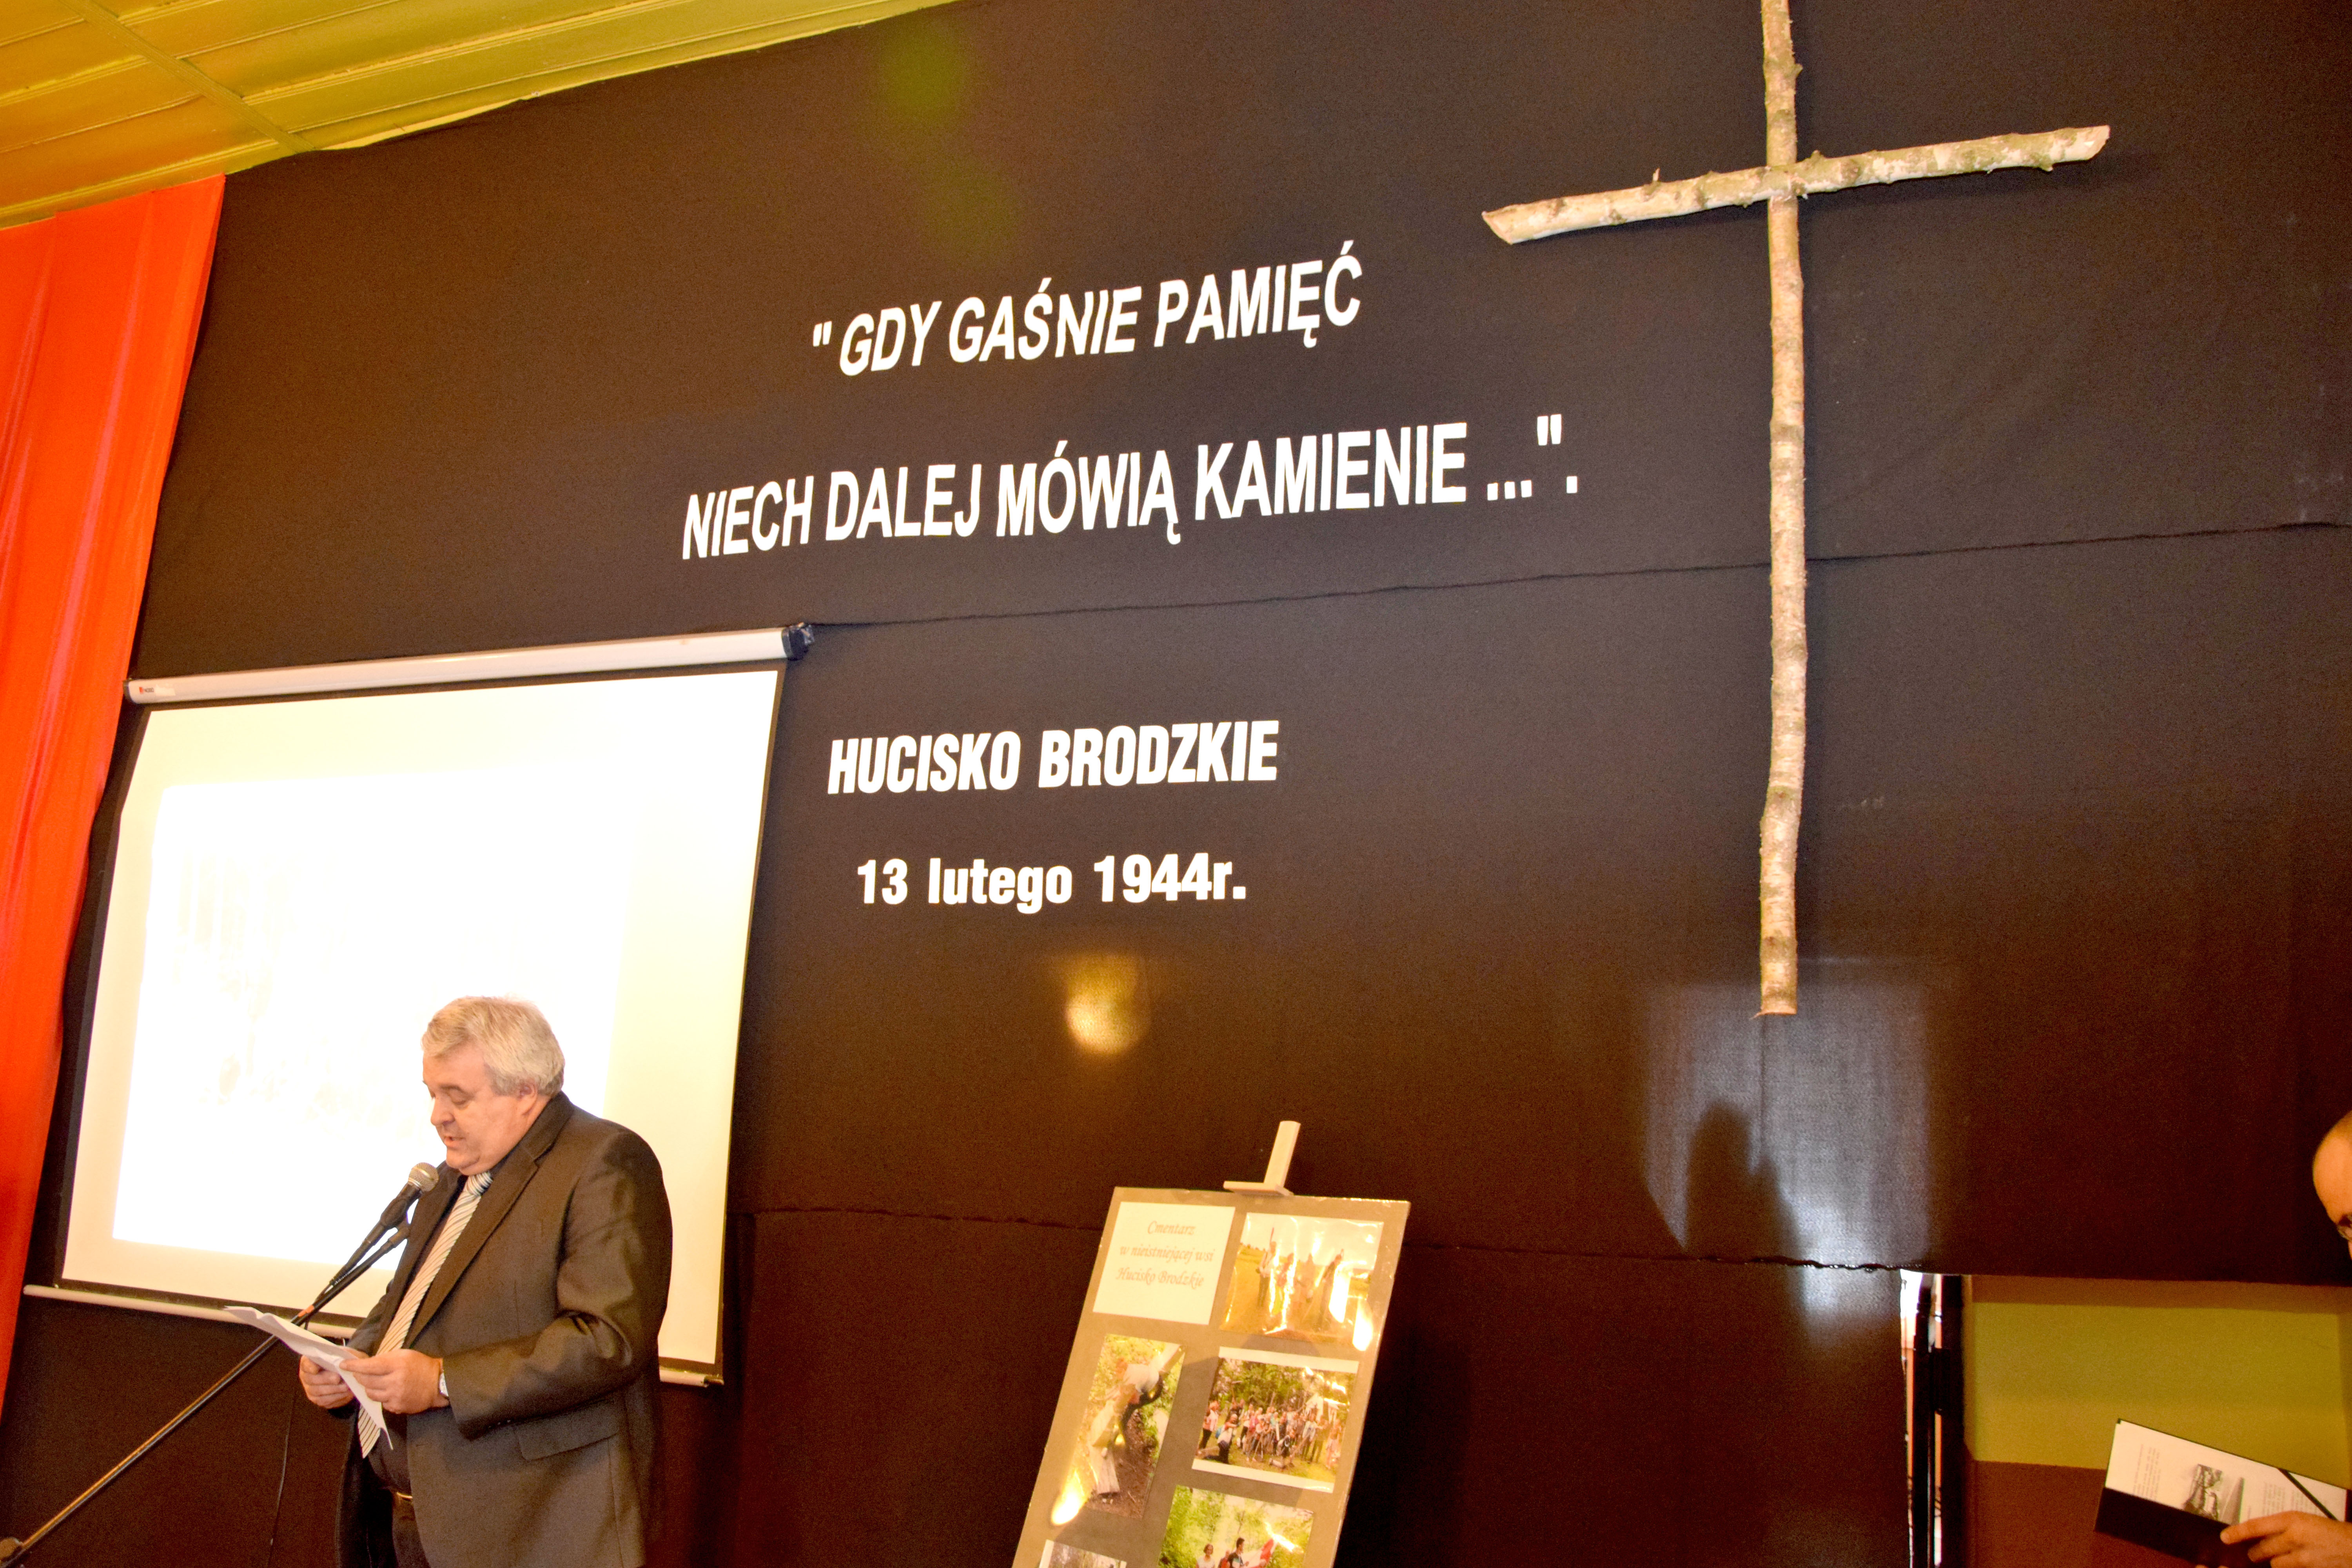 " GDY GAŚNIE PAMIĘĆ
NIECH DALEJ MÓWIĄ KAMIENIE ...".
HUCISKO BRODZKIE
13 lutego 1944r.
Cmentarz
w nieistniejącej wsi
Hucisko Brodzkie